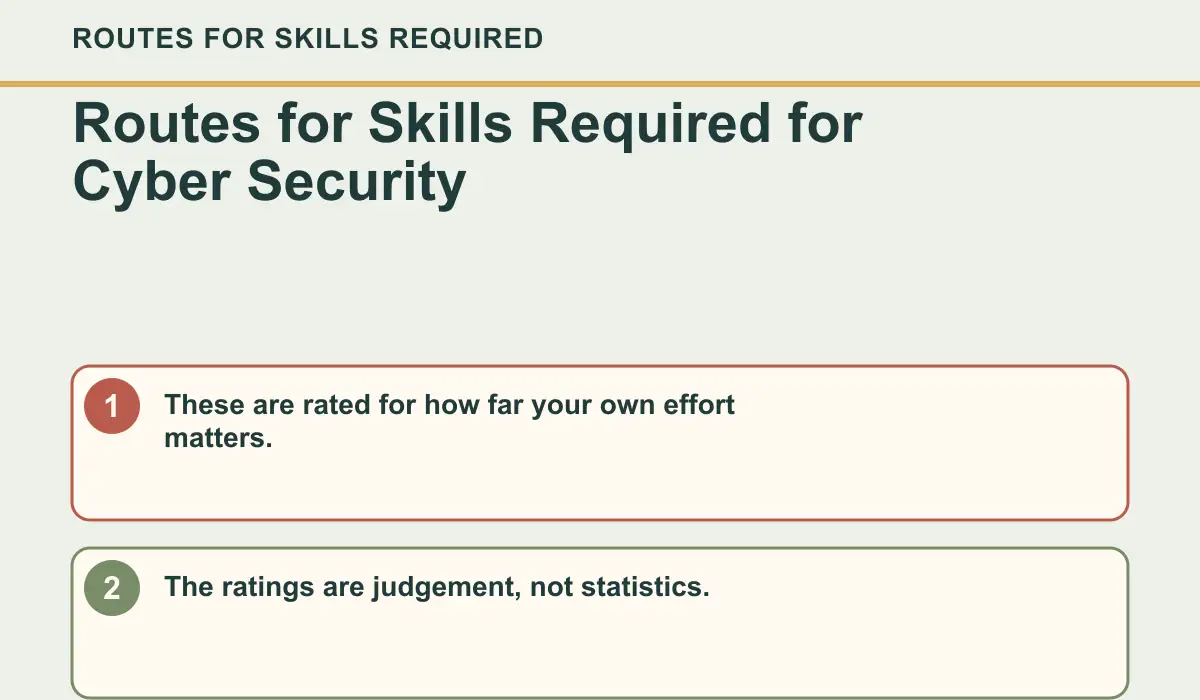 ROUTES FOR SKILLS REQUIRED
Routes for Skills Required for
Cyber Security
1
These are rated for how far your own effort
matters.
2
The ratings are judgement, not statistics.